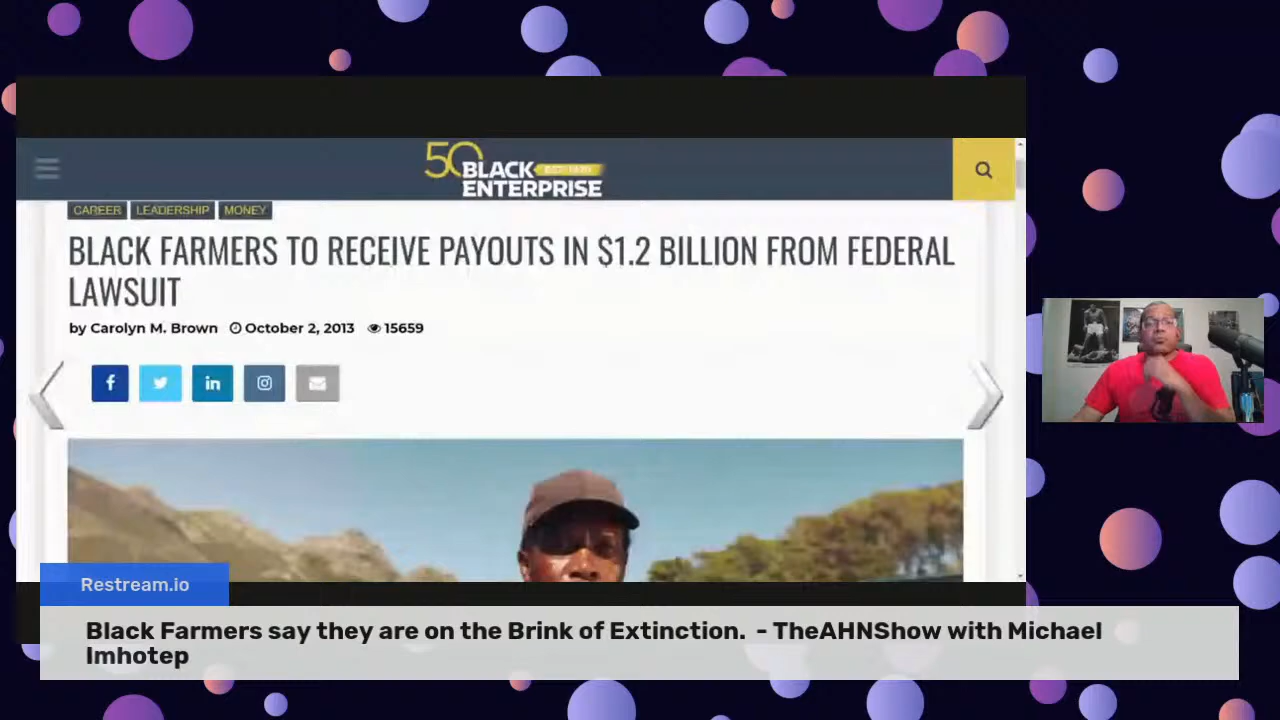 50 BLACK
ENTERPRISE
CAREER LEADERSHIP MONEY
BLACK FARMERS TO RECEIVE PAYOUTS IN $1.2 BILLION FROM FEDERAL
LAWSUIT
by Carolyn M. Brown October 2, 2013 15659
Restream.io
Black Farmers say they are on the Brink of Extinction. - TheAHNShow with Michael
Imhotep